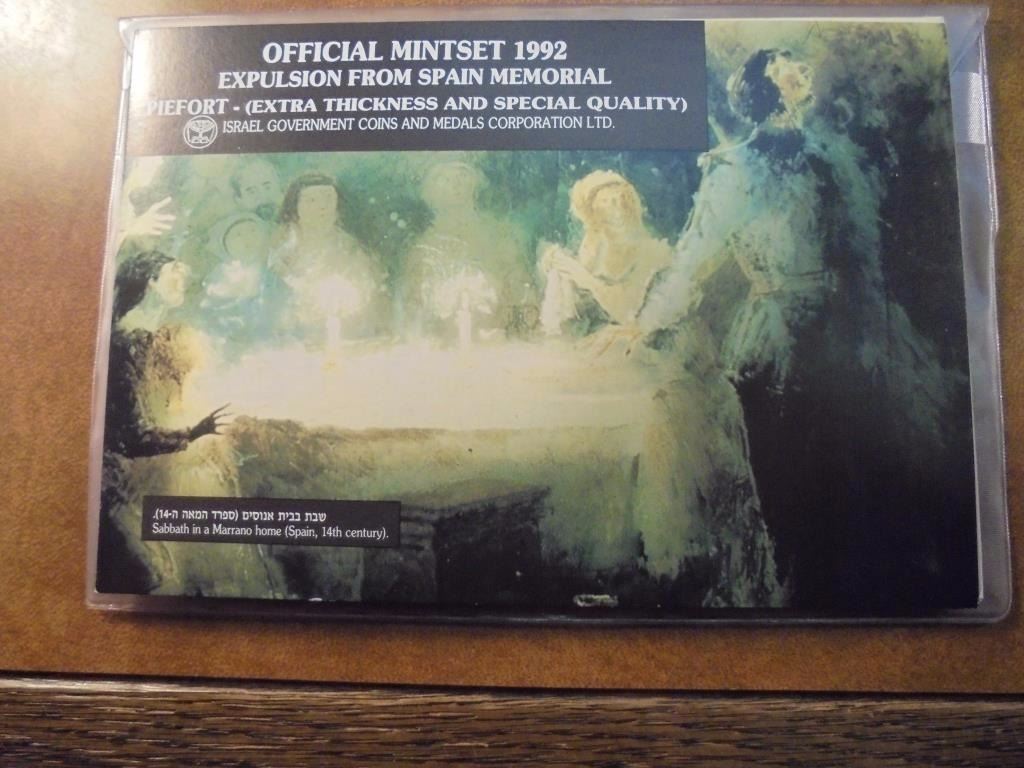 OFFICIAL MINTSET 1992
EXPULSION FROM SPAIN MEMORIAL
PIEFORT - (EXTRA THICKNESS AND SPECIAL QUALITY)
ISRAEL GOVERNMENT COINS AND MEDALS CORPORATION LTD.
שבת בבית אנוסים (ספרד המאה ה-14).
Sabbath in a Marrano home (Spain, 14th century).